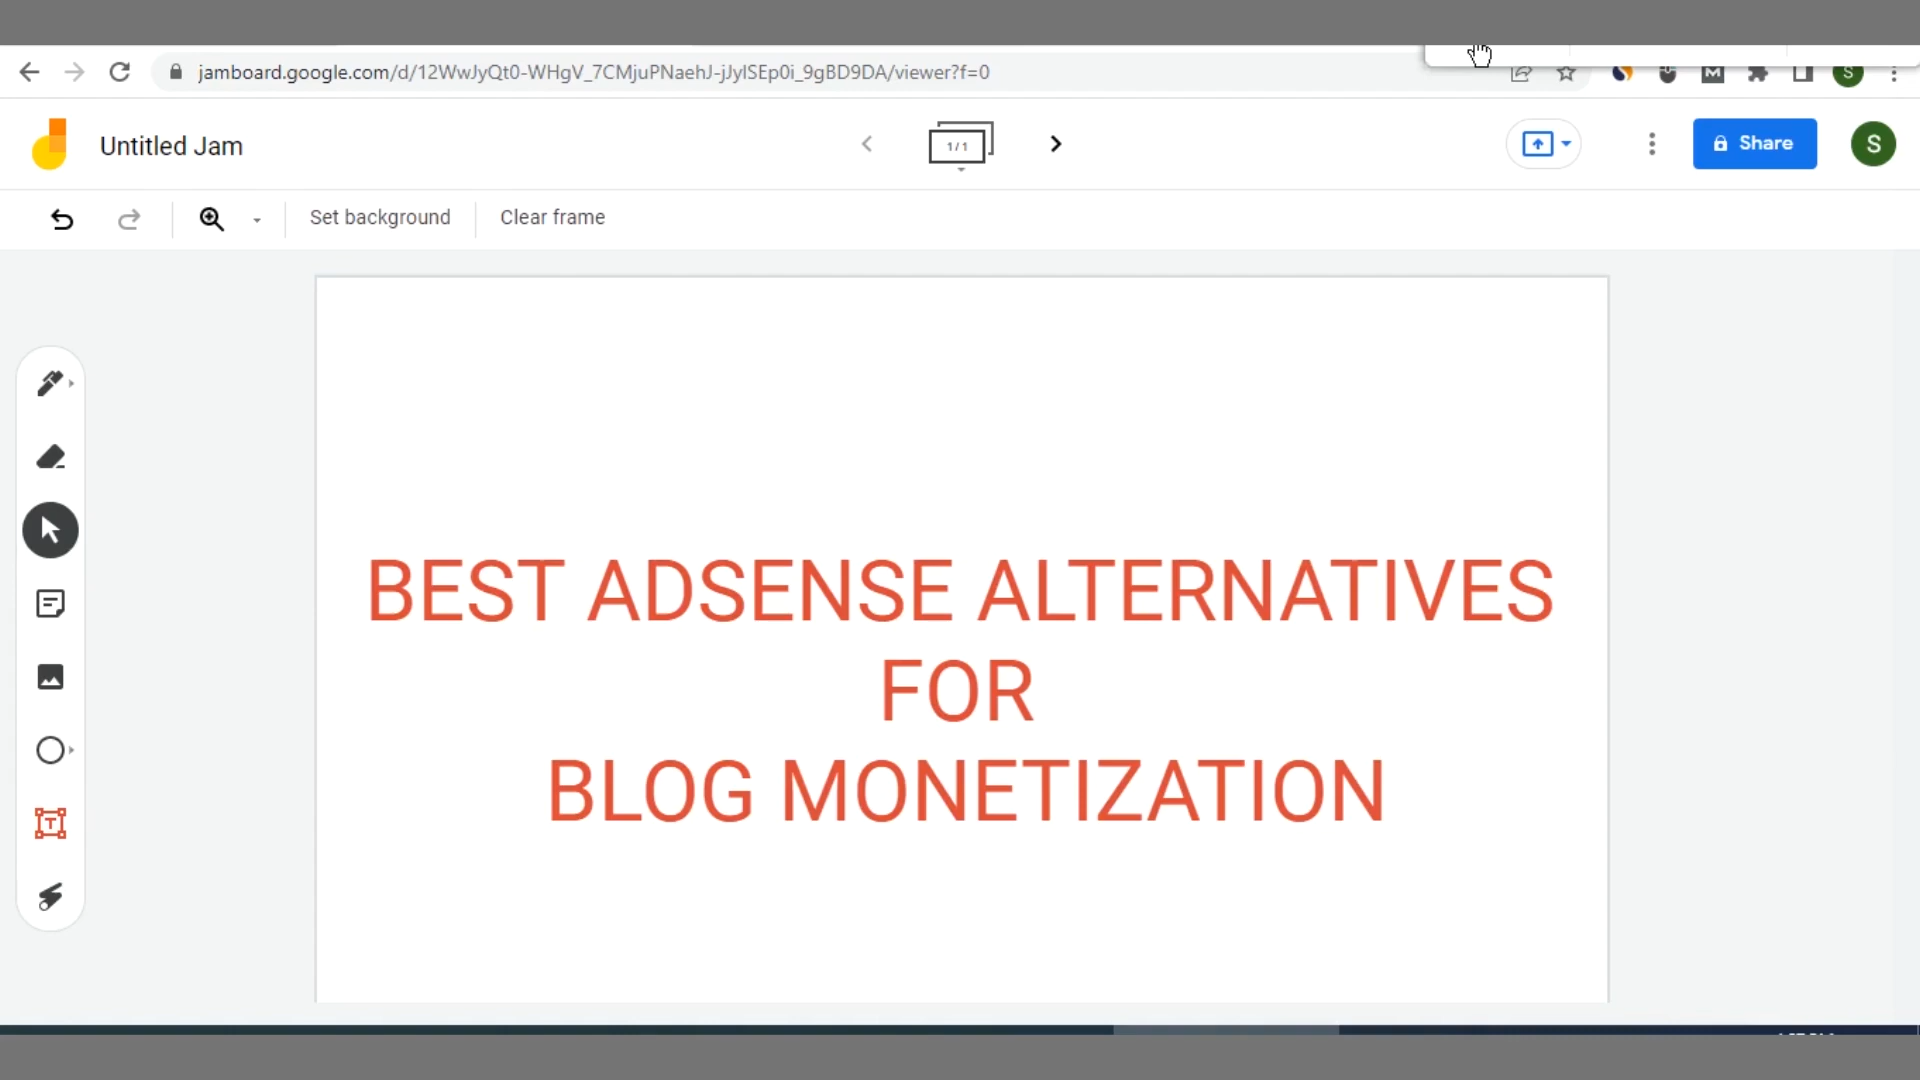 jamboard.google.com/d/12WwJyQt0-WHgV_7CMjuPNaehJ-jJyISEp0i_9gBD9DA/viewer?f=0
M
S
Untitled Jam
1/1
Share
S
Set background
Clear frame
BEST ADSENSE ALTERNATIVES
FOR
BLOG MONETIZATION
T